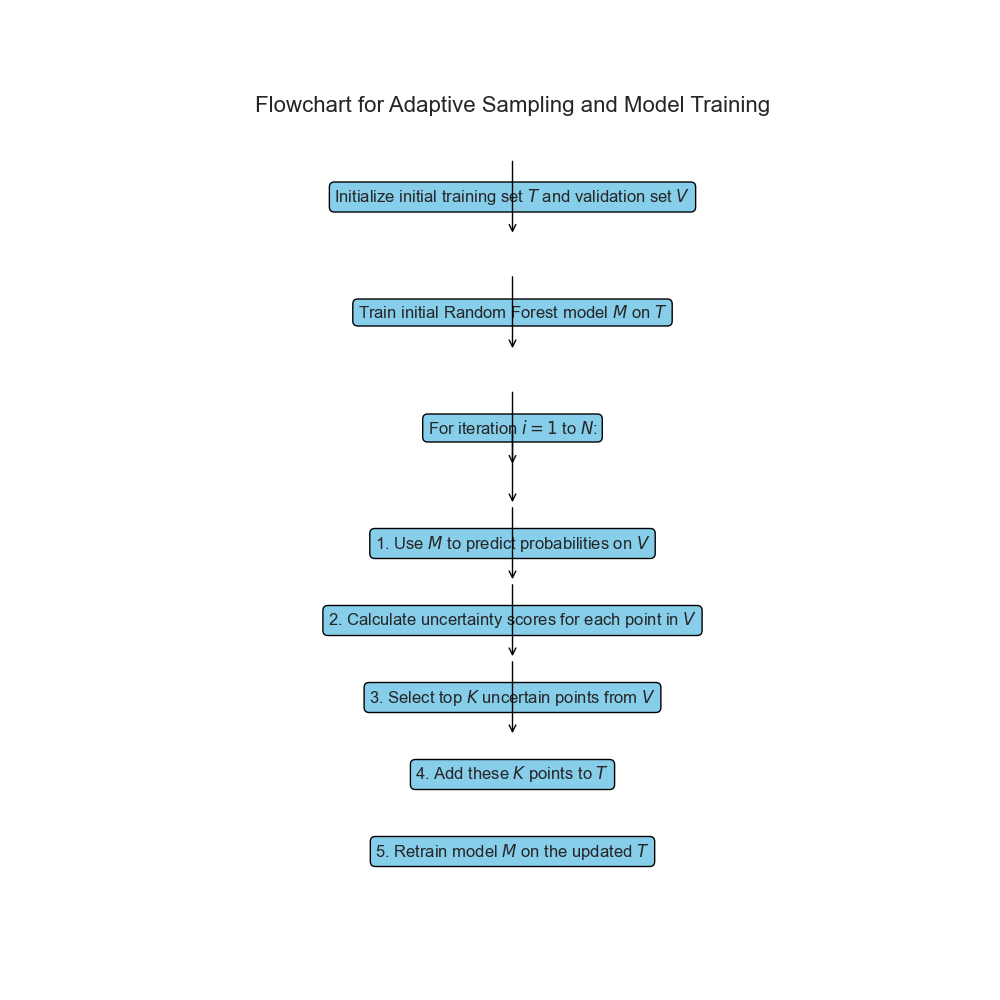 Flowchart for Adaptive Sampling and Model Training
Initialize initial training set T and validation set V
Train initial Random Forest model M on T
For iteration i = 1 to N:
1. Use M to predict probabilities on V
2. Calculate uncertainty scores for each point in V
3. Select top K uncertain points from V
4. Add these K points to T
5. Retrain model M on the updated T